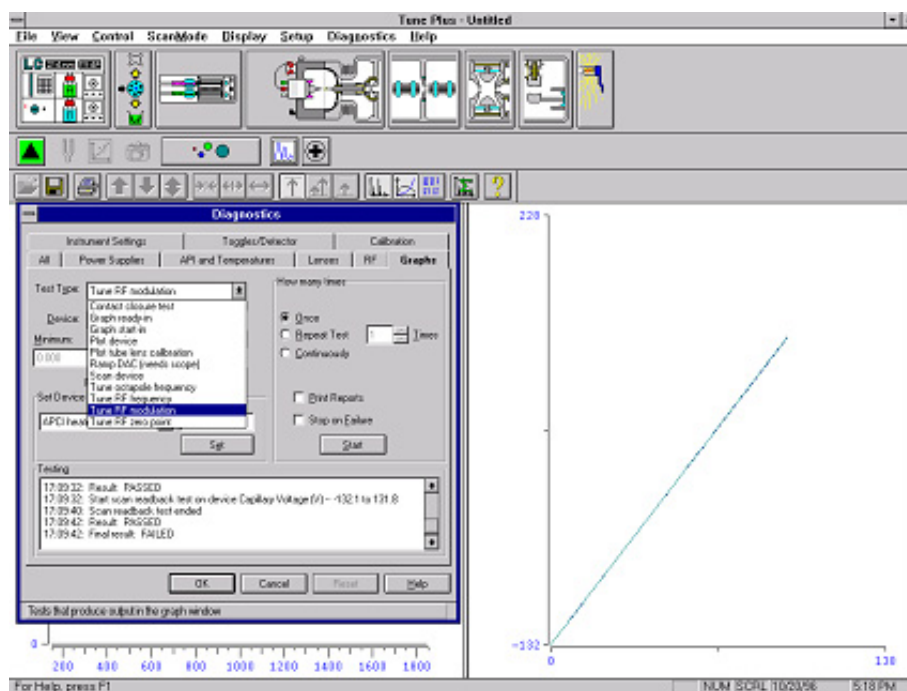 Tune Plus - Untitled
File View Control ScanMode Display Setup Diagnostics Help
LC
Diagnostics
Instrument Settings Toggles/Detector Calibration
All Power Supplies API and Temperatures Lenses RF Graphs
Test Type: Tune RF modulation
Contact closure test
Graph ready-in
Graph start-in
Plot device
Plot tube lens calibration
Ramp DAC (needs scope)
Scan device
Tune octapole frequency
Tune RF frequency
Tune RF modulation
Tune RF zero point
Device:
Minimum:
0.000
Set Device
APCI heat
Set
How many times
Once
Repeat Test 1 Times
Continuously
Print Reports
Stop on Failure
Start
Testing
17:09:32: Result: PASSED
17:09:32: Start scan readback test on device Capillary Voltage (V) -- -132.1 to 131.8
17:09:40: Scan readback test ended
17:09:42: Result: PASSED
17:09:42: Final result: FAILED
OK Cancel Reset Help
Tests that produce output in the graph window
0
200 400 600 800 1000 1200 1400 1600 1800
228
-132
0 130
For Help, press F1 NUM SCRL 10/20/96 5:18 PM